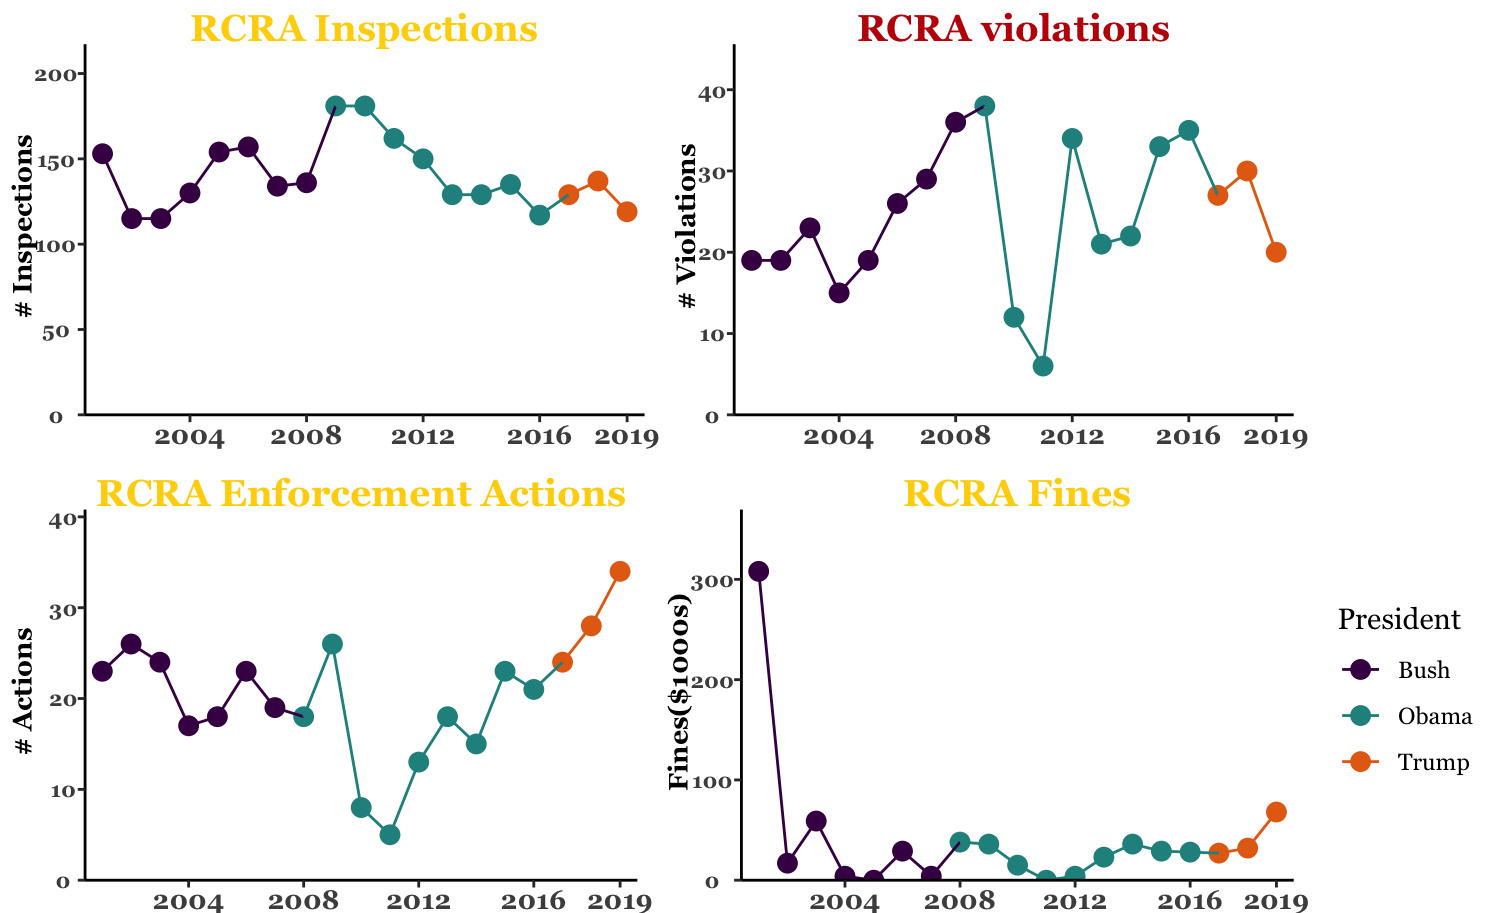 RCRA Inspections
# Inspections
200
150
100
50
0
2004 2008 2012 2016 2019
RCRA violations
# Violations
40
30
20
10
0
2004 2008 2012 2016 2019
RCRA Enforcement Actions
# Actions
40
30
20
10
0
2004 2008 2012 2016 2019
RCRA Fines
Fines($1000s)
300
200
100
0
2004 2008 2012 2016 2019
President
Bush
Obama
Trump